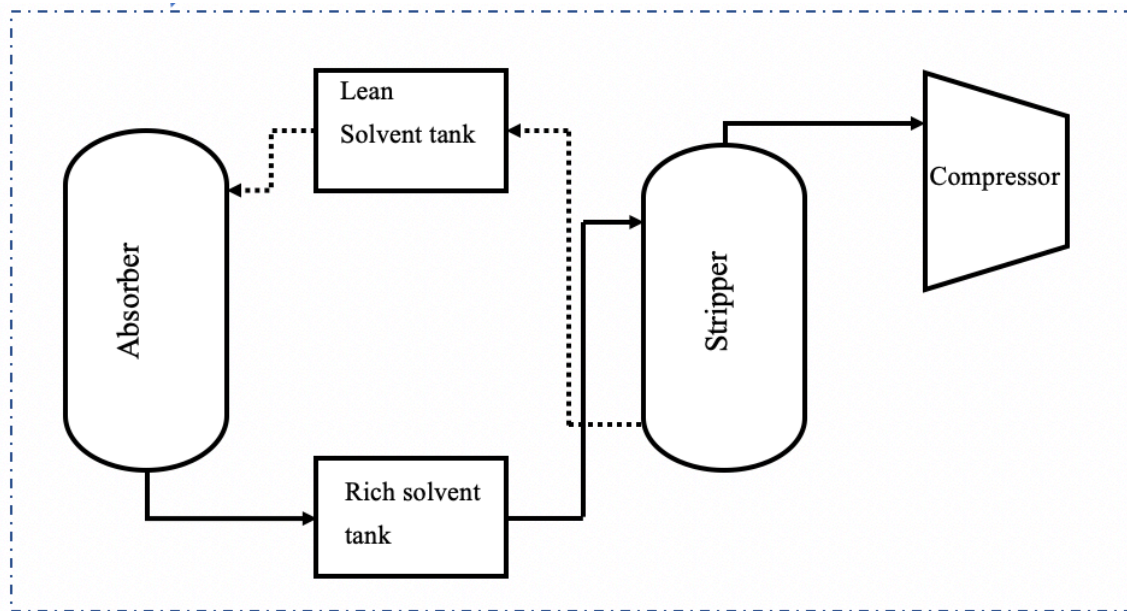 Lean
Solvent tank
Compressor
Absorber
Stripper
Rich solvent
tank